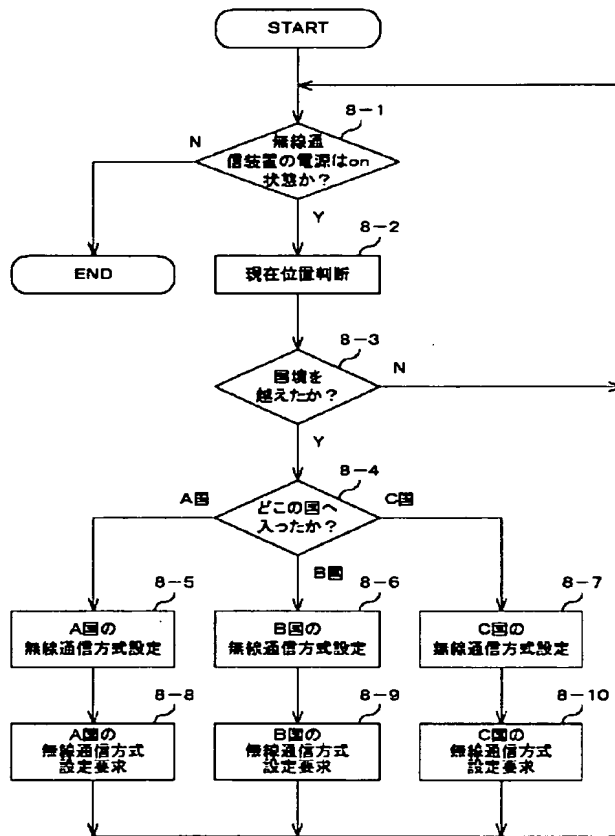 START
8-1
N
無線通
信装置の電源はon
状態か？
Y
8-2
END
現在位置判断
8-3
国境を
越えたか？
N
Y
8-4
A国
どこの国へ
入ったか？
C国
B国
8-5
8-6
8-7
A国の
無線通信方式設定
B国の
無線通信方式設定
C国の
無線通信方式設定
8-8
8-9
8-10
A国の
無線通信方式
設定要求
B国の
無線通信方式
設定要求
C国の
無線通信方式
設定要求